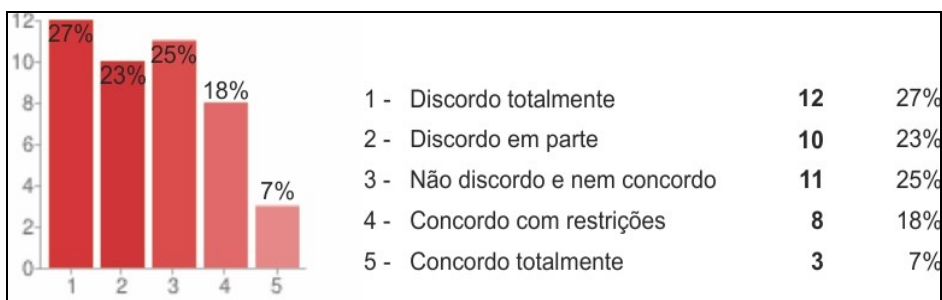 12
27%
10
23%
25%
8
18%
6
4
7%
2
0
1 2 3 4 5
1 - Discordo totalmente 12 27%
2 - Discordo em parte 10 23%
3 - Não discordo e nem concordo 11 25%
4 - Concordo com restrições 8 18%
5 - Concordo totalmente 3 7%